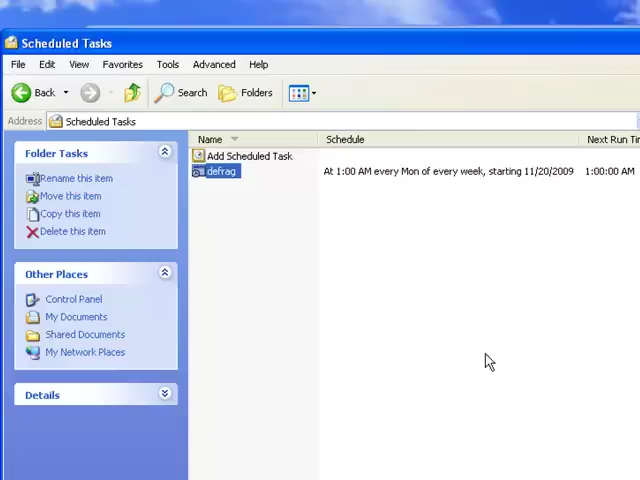 Scheduled Tasks
File Edit View Favorites Tools Advanced Help
Back Search Folders
Address Scheduled Tasks
Name Schedule Next Run Tim
Add Scheduled Task
defrag At 1:00 AM every Mon of every week, starting 11/20/2009 1:00:00 AM
Folder Tasks
Rename this item
Move this item
Copy this item
Delete this item
Other Places
Control Panel
My Documents
Shared Documents
My Network Places
Details